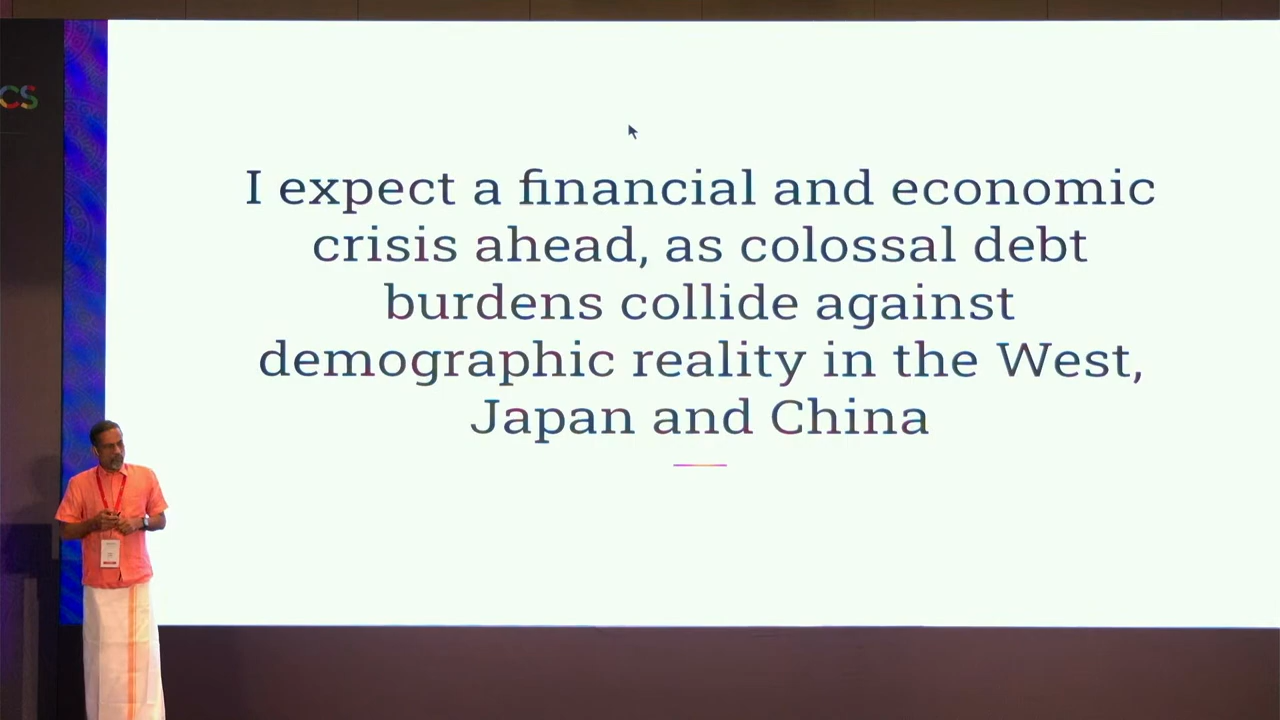 CS
I expect a financial and economic
crisis ahead, as colossal debt
burdens collide against
demographic reality in the West,
Japan and China